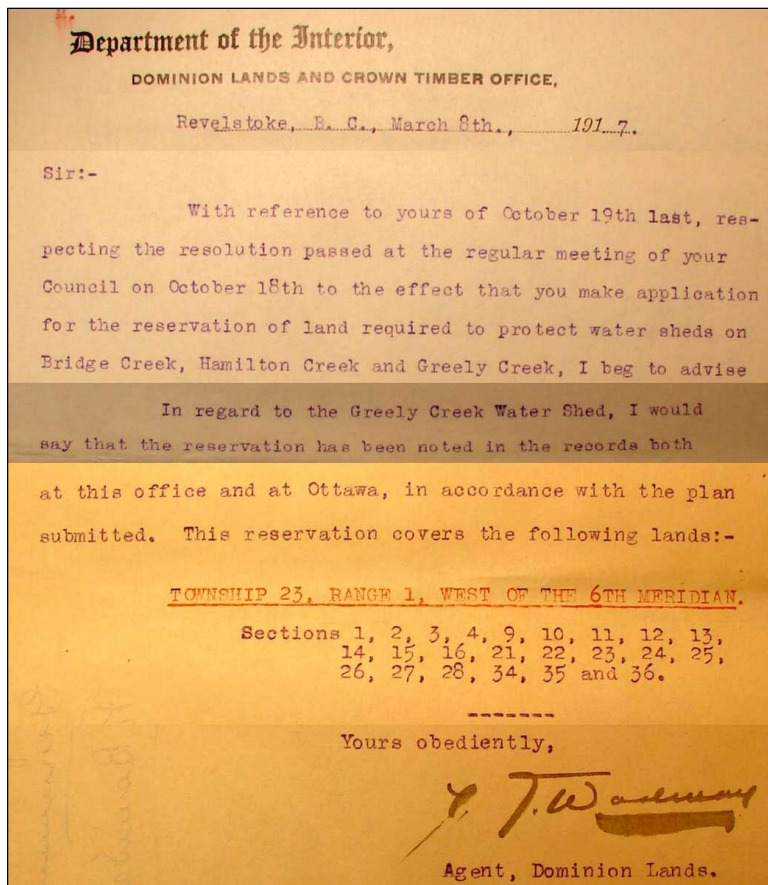 Department of the Interior,
DOMINION LANDS AND CROWN TIMBER OFFICE,
Revelstoke, B. C., March 8th., 1917.
Sir:-
With reference to yours of October 19th last, res-
pecting the resolution passed at the regular meeting of your
Council on October 18th to the effect that you make application
for the reservation of land required to protect water sheds on
Bridge Creek, Hamilton Creek and Greely Creek, I beg to advise
In regard to the Greely Creek Water Shed, I would
say that the reservation has been noted in the records both
at this office and at Ottawa, in accordance with the plan
submitted. This reservation covers the following lands:-
TOWNSHIP 23, RANGE 1, WEST OF THE 6TH MERIDIAN.
Sections 1, 2, 3, 4, 9, 10, 11, 12, 13,
14, 15, 16, 21, 22, 23, 24, 25,
26, 27, 28, 34, 35 and 36.
-------
Yours obediently,
Agent, Dominion Lands.